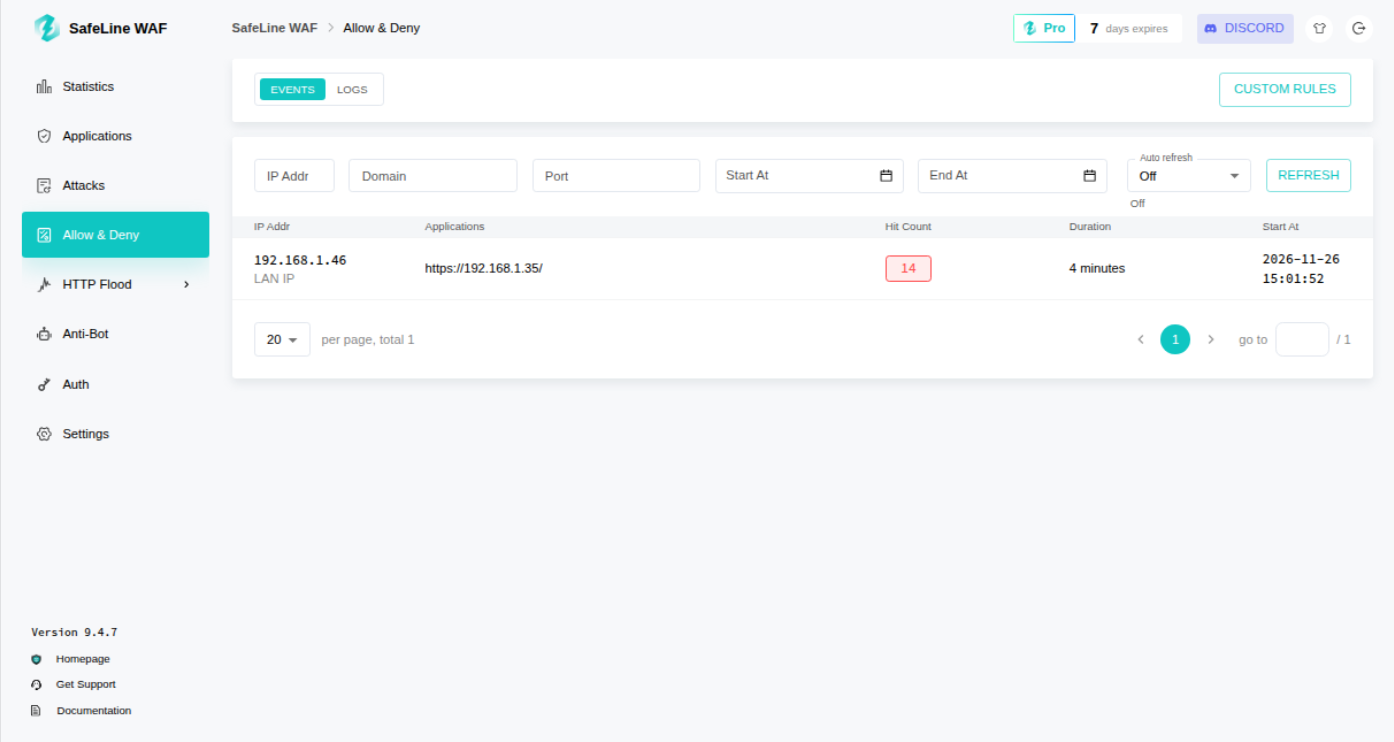 SafeLine WAF
SafeLine WAF > Allow & Deny
Pro
7 days expires
DISCORD
Statistics
Applications
Attacks
Allow & Deny
HTTP Flood
Anti-Bot
Auth
Settings
Version 9.4.7
Homepage
Get Support
Documentation
EVENTS LOGS
CUSTOM RULES
IP Addr
Domain
Port
Start At
End At
Auto refresh
Off
Off
REFRESH
IP Addr Applications Hit Count Duration Start At
192.168.1.46
LAN IP
https://192.168.1.35/
14
4 minutes
2026-11-26
15:01:52
20 per page, total 1
1
go to / 1